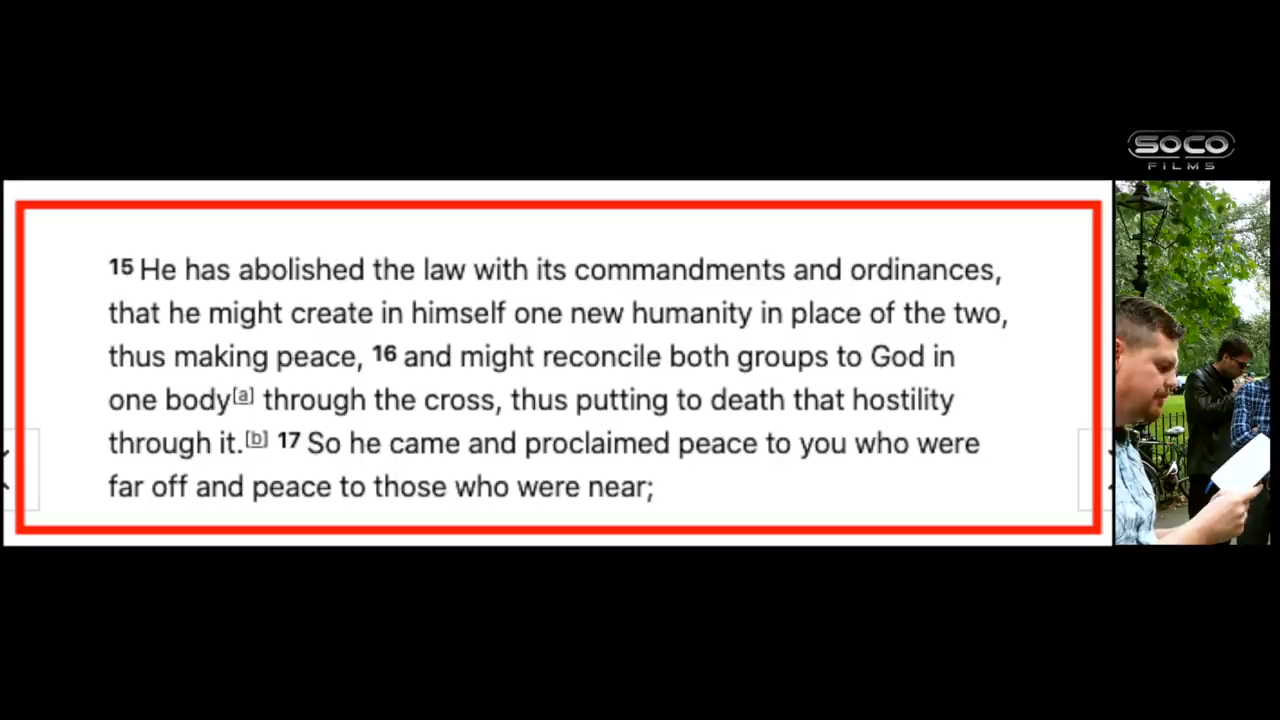 SOCO
FILMS
15 He has abolished the law with its commandments and ordinances,
that he might create in himself one new humanity in place of the two,
thus making peace, 16 and might reconcile both groups to God in
one body[a] through the cross, thus putting to death that hostility
through it.[b] 17 So he came and proclaimed peace to you who were
far off and peace to those who were near;